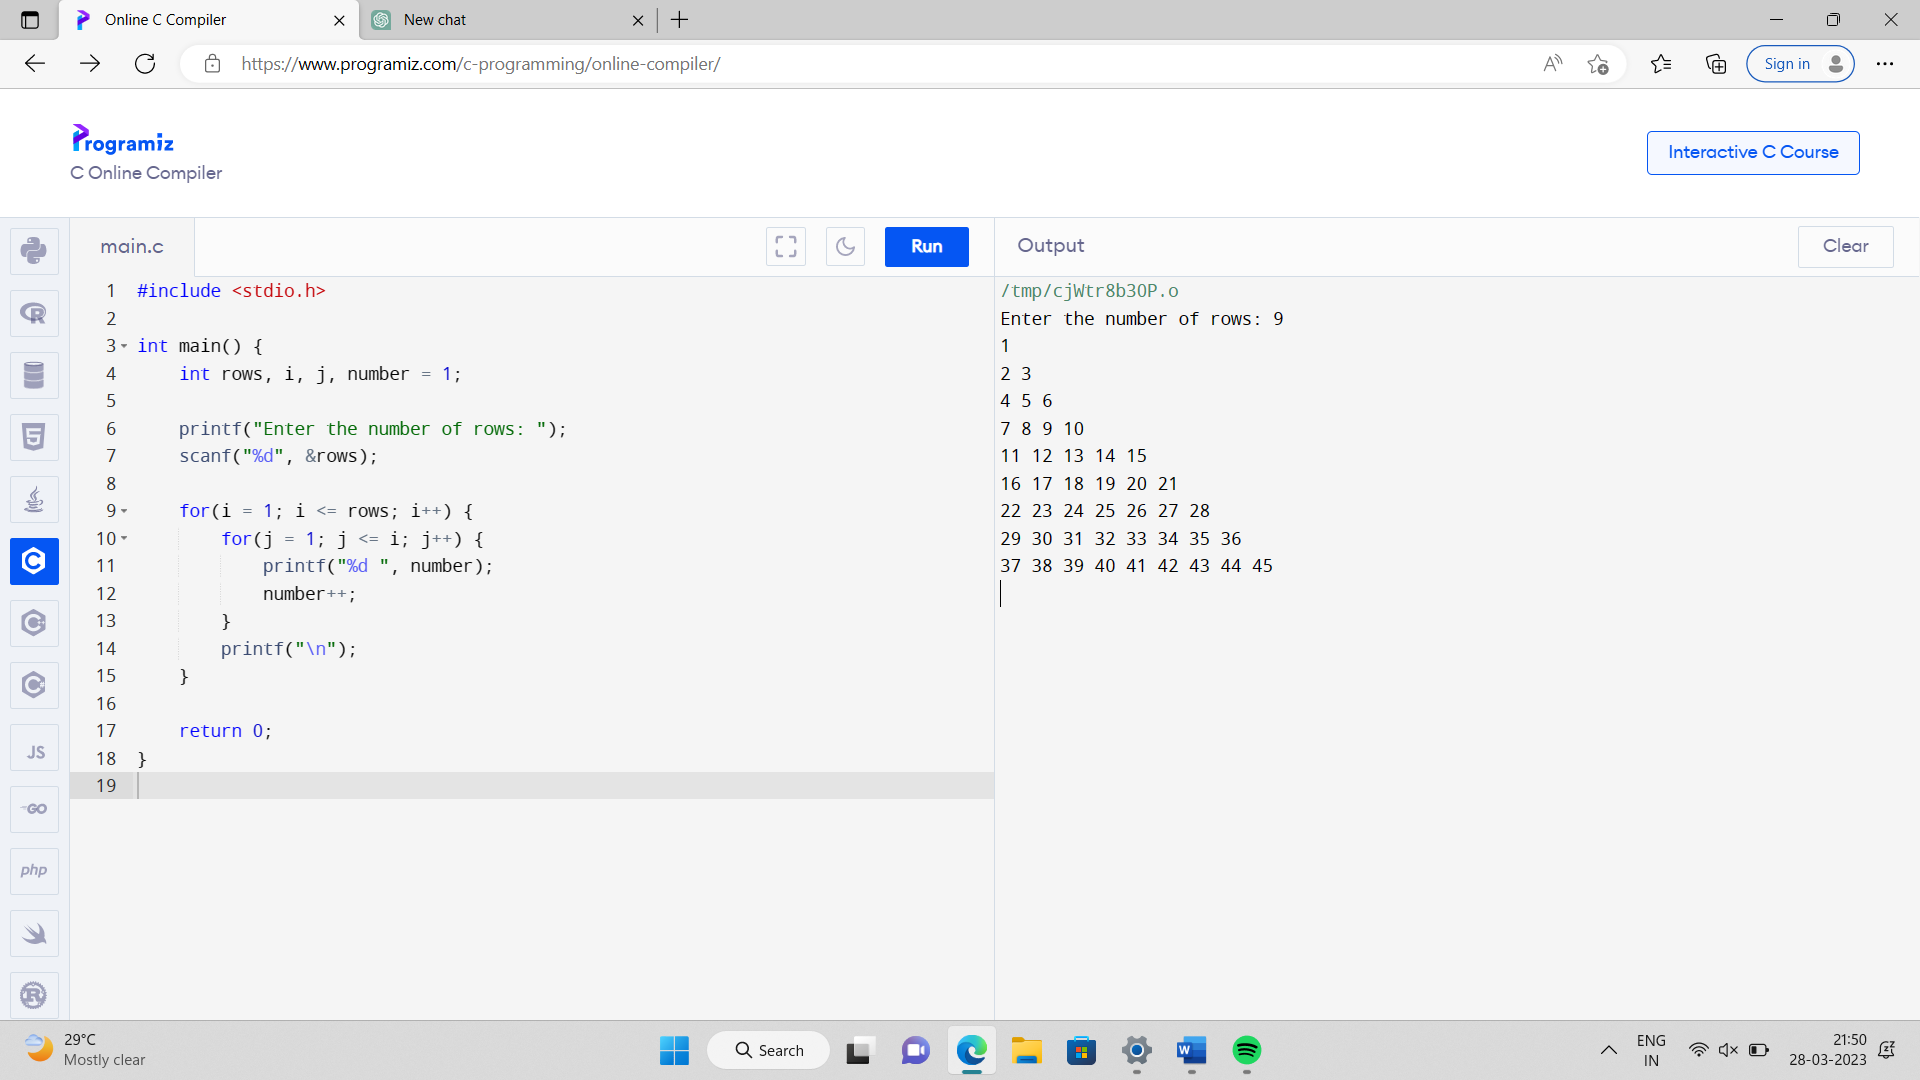 Online C Compiler
New chat
https://www.programiz.com/c-programming/online-compiler/
Sign in
Programiz
C Online Compiler
Interactive C Course
main.c
Run
Output
Clear
1 #include <stdio.h>
2
3 int main() {
4     int rows, i, j, number = 1;
5
6     printf("Enter the number of rows: ");
7     scanf("%d", &rows);
8
9     for(i = 1; i <= rows; i++) {
10         for(j = 1; j <= i; j++) {
11             printf("%d ", number);
12             number++;
13         }
14         printf("\n");
15     }
16
17     return 0;
18 }
19
/tmp/cjWtr8b3OP.o
Enter the number of rows: 9
1
2 3
4 5 6
7 8 9 10
11 12 13 14 15
16 17 18 19 20 21
22 23 24 25 26 27 28
29 30 31 32 33 34 35 36
37 38 39 40 41 42 43 44 45
JS
GO
php
29°C
Mostly clear
Search
ENG
IN
21:50
28-03-2023